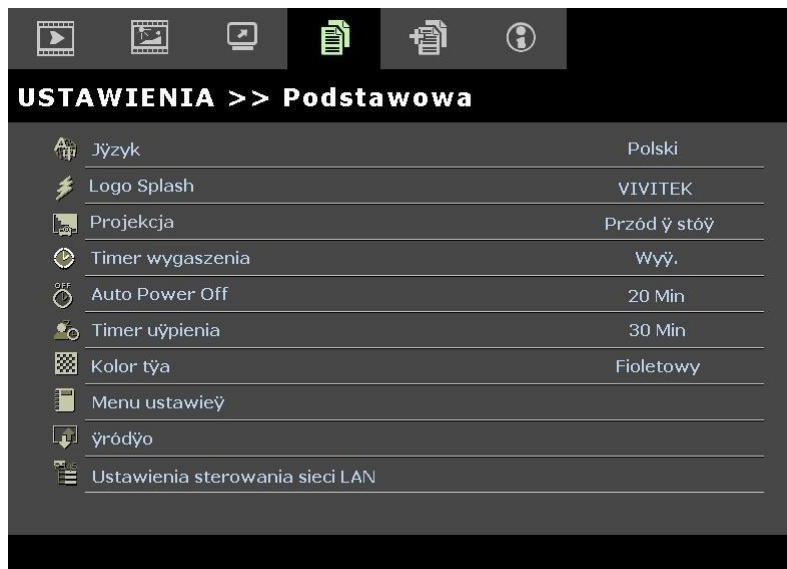 USTAWIENIA >> Podstawowa
Jÿzyk Polski
Logo Splash VIVITEK
Projekcja Przód ÿ stóÿ
Timer wygaszenia Wyÿ.
Auto Power Off 20 Min
Timer uÿpienia 30 Min
Kolor tÿa Fioletowy
Menu ustawieÿ
ÿródÿo
Ustawienia sterowania sieci LAN